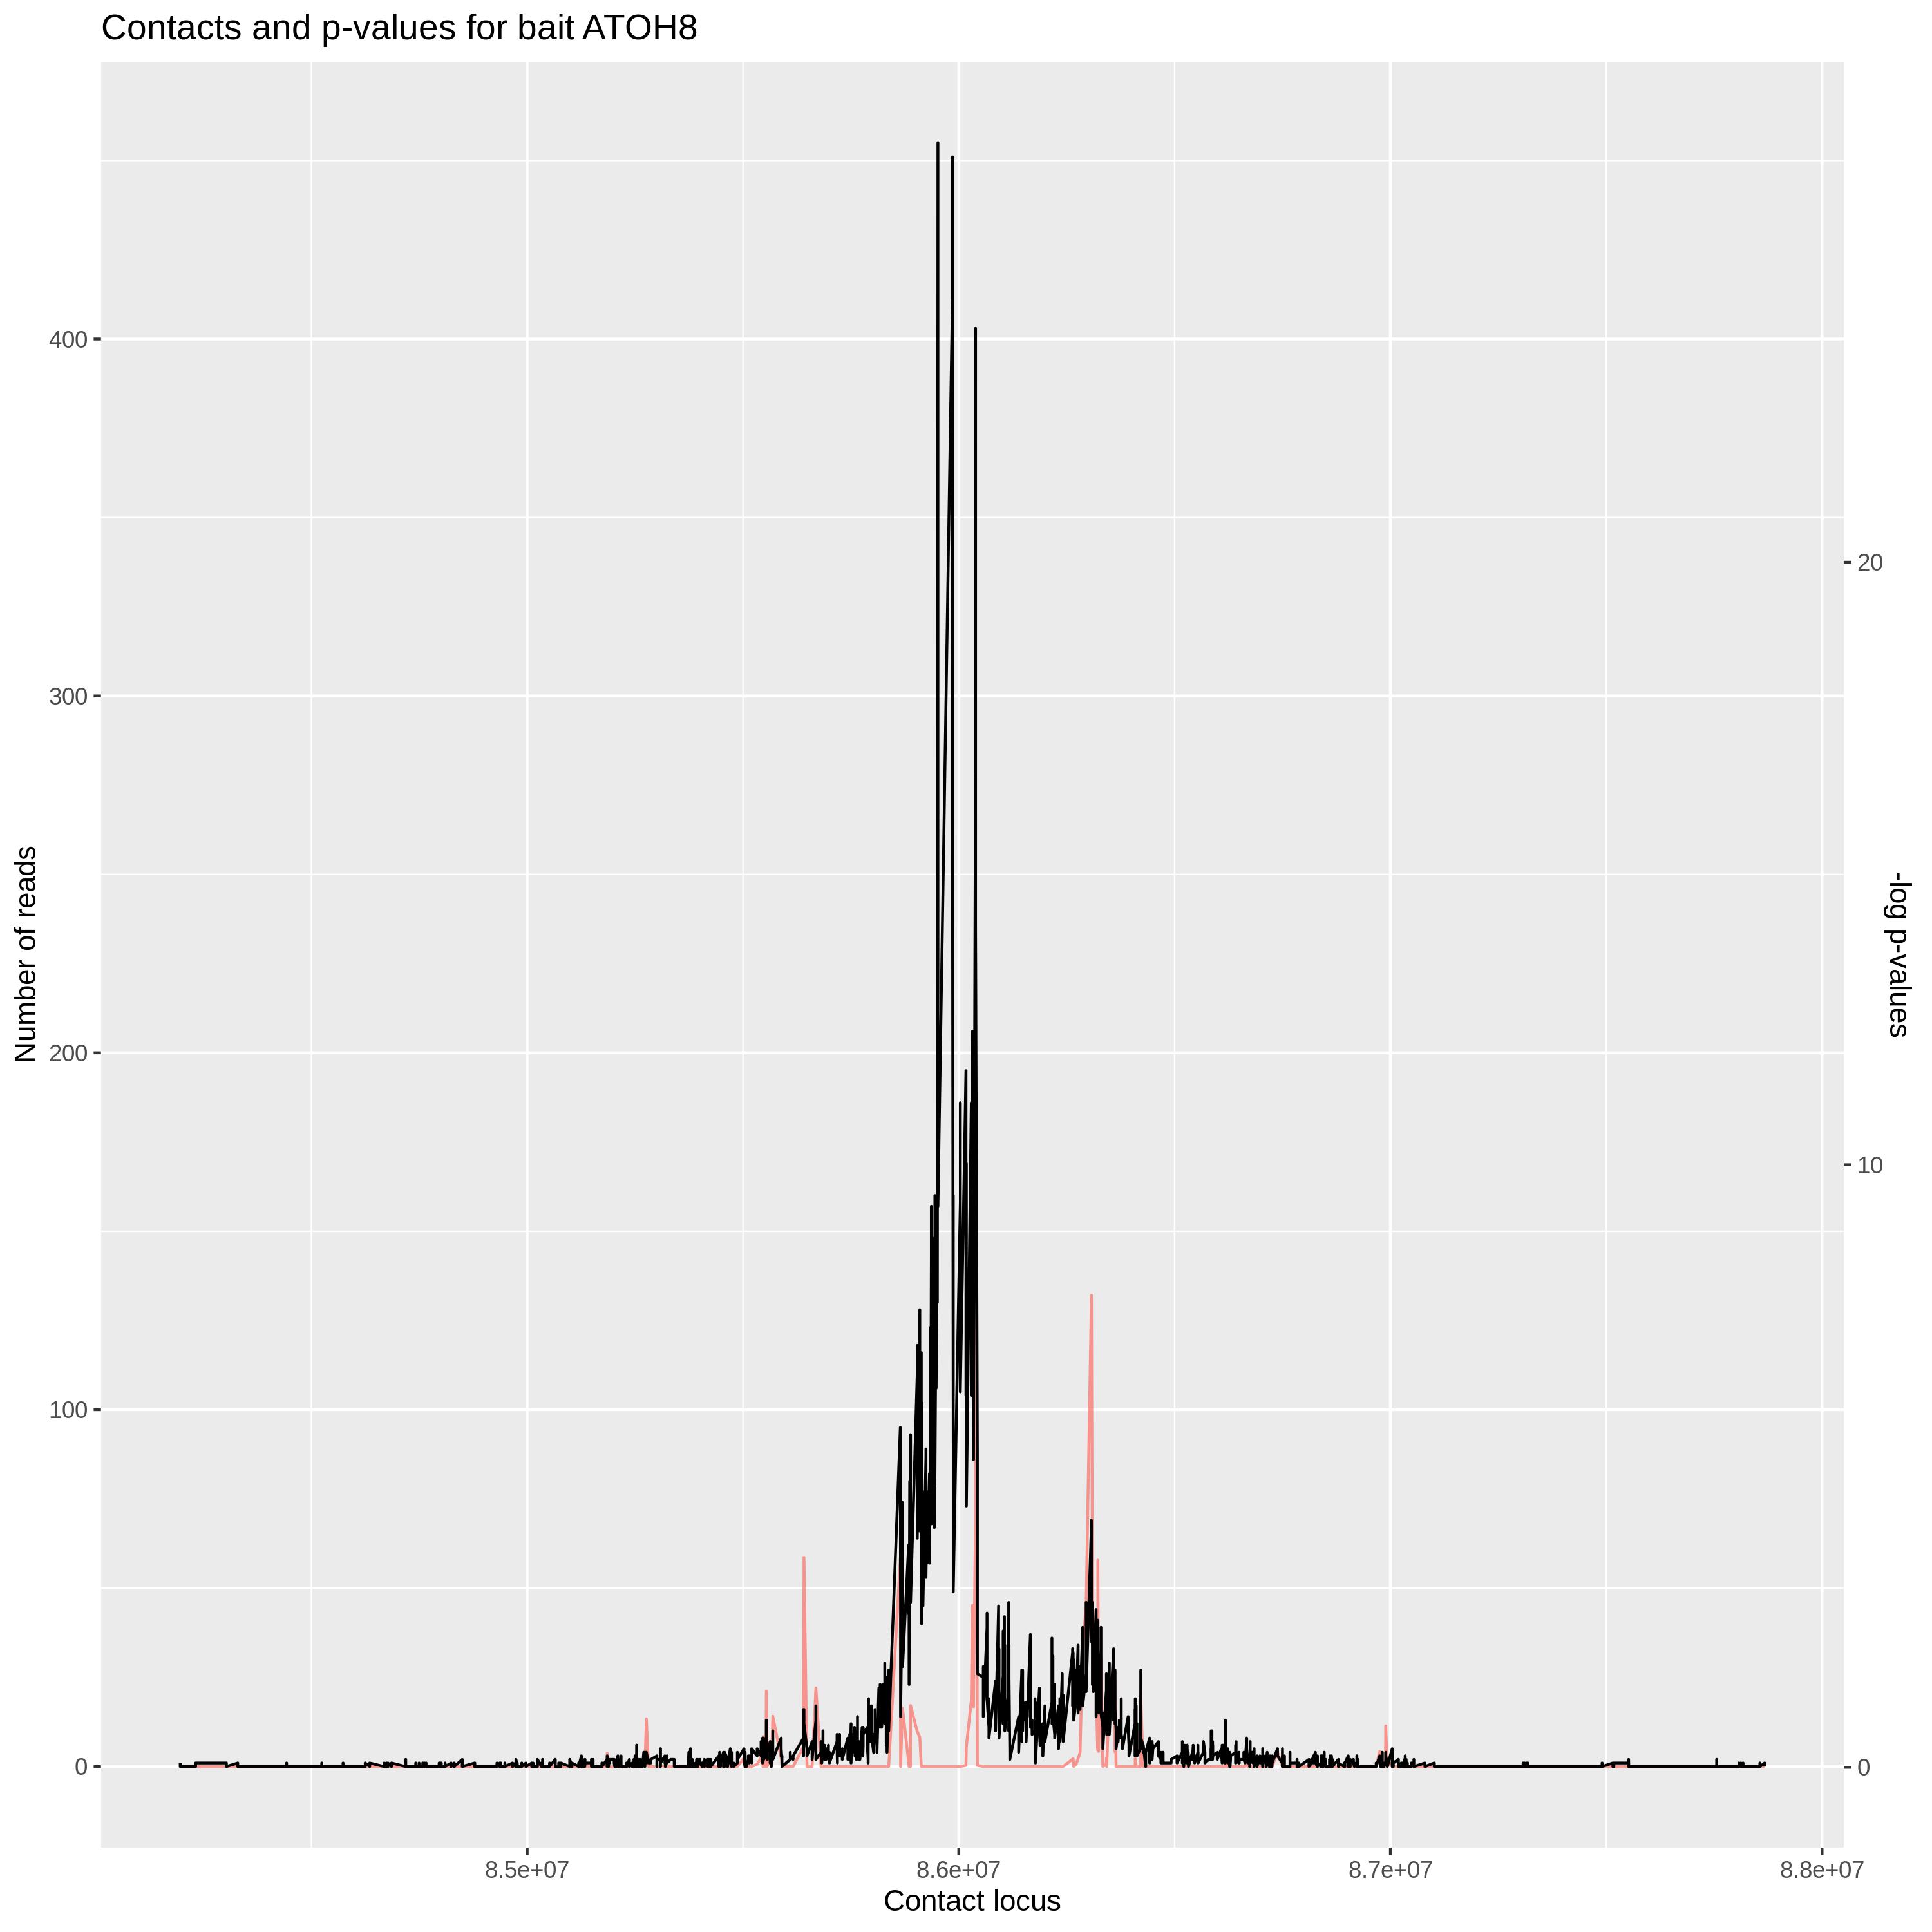 Contacts and p-values for bait ATOH8
Number of reads
400
300
200
100
0
20
10
0
-log p-values
8.5e+07
8.6e+07
8.7e+07
8.8e+07
Contact locus